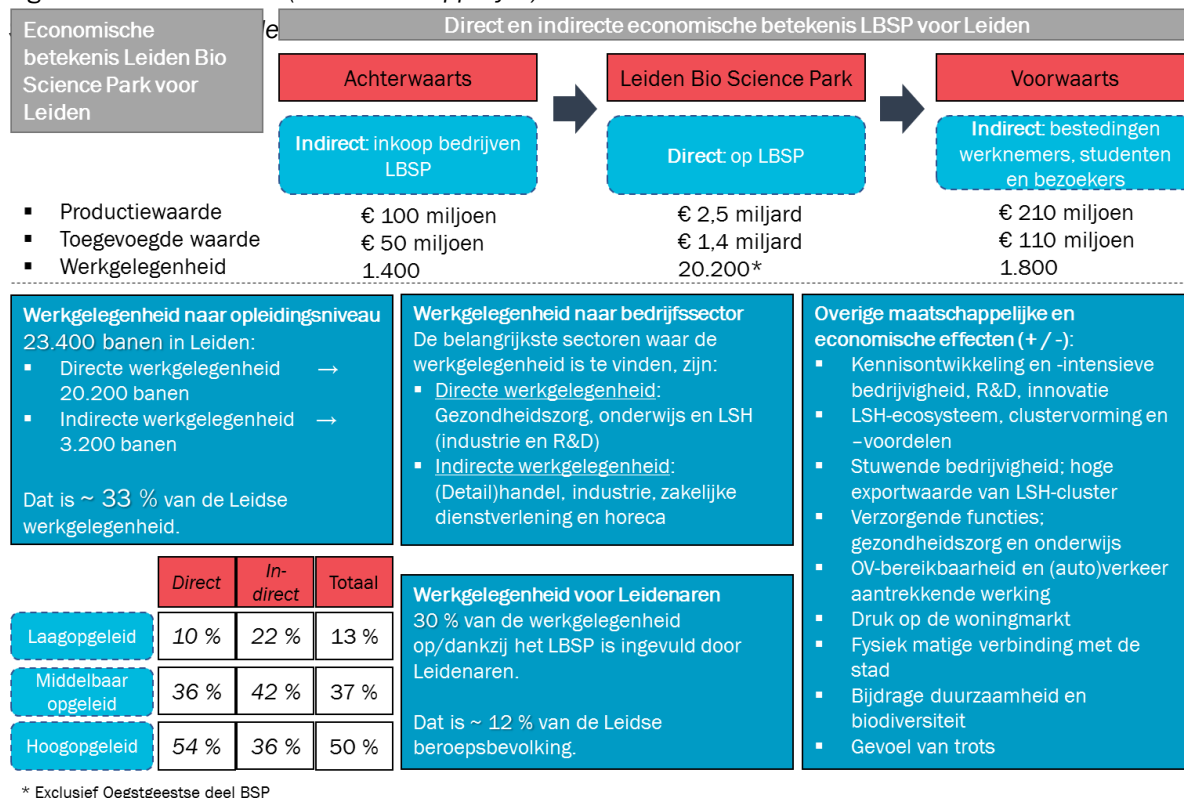 Economische
betekenis Leiden Bio
Science Park voor
Leiden
Direct en indirecte economische betekenis LBSP voor Leiden
Achterwaarts
Leiden Bio Science Park
Voorwaarts
Indirect: inkoop bedrijven
LBSP
Direct: op LBSP
Indirect: bestedingen
werknemers, studenten
en bezoekers
▪ Productiewaarde € 100 miljoen € 2,5 miljard € 210 miljoen
▪ Toegevoegde waarde € 50 miljoen € 1,4 miljard € 110 miljoen
▪ Werkgelegenheid 1.400 20.200* 1.800
Werkgelegenheid naar opleidingsniveau
23.400 banen in Leiden:
▪ Directe werkgelegenheid →
20.200 banen
▪ Indirecte werkgelegenheid →
3.200 banen
Dat is ~ 33 % van de Leidse
werkgelegenheid.
Direct In- Totaal
direct
Laagopgeleid 10 % 22 % 13 %
Middelbaar
opgeleid 36 % 42 % 37 %
Hoogopgeleid 54 % 36 % 50 %
Werkgelegenheid naar bedrijfssector
De belangrijkste sectoren waar de
werkgelegenheid is te vinden, zijn:
▪ Directe werkgelegenheid:
Gezondheidszorg, onderwijs en LSH
(industrie en R&D)
▪ Indirecte werkgelegenheid:
(Detail)handel, industrie, zakelijke
dienstverlening en horeca
Werkgelegenheid voor Leidenaren
30 % van de werkgelegenheid
op/dankzij het LBSP is ingevuld door
Leidenaren.
Dat is ~ 12 % van de Leidse
beroepsbevolking.
Overige maatschappelijke en
economische effecten (+ / -):
▪ Kennisontwikkeling en -intensieve
bedrijvigheid, R&D, innovatie
▪ LSH-ecosysteem, clustervorming en
–voordelen
▪ Stuwende bedrijvigheid; hoge
exportwaarde van LSH-cluster
▪ Verzorgende functies;
gezondheidszorg en onderwijs
▪ OV-bereikbaarheid en (auto)verkeer
aantrekkende werking
▪ Druk op de woningmarkt
▪ Fysiek matige verbinding met de
stad
▪ Bijdrage duurzaamheid en
biodiversiteit
▪ Gevoel van trots
* Exclusief Oegstgeestse deel BSP